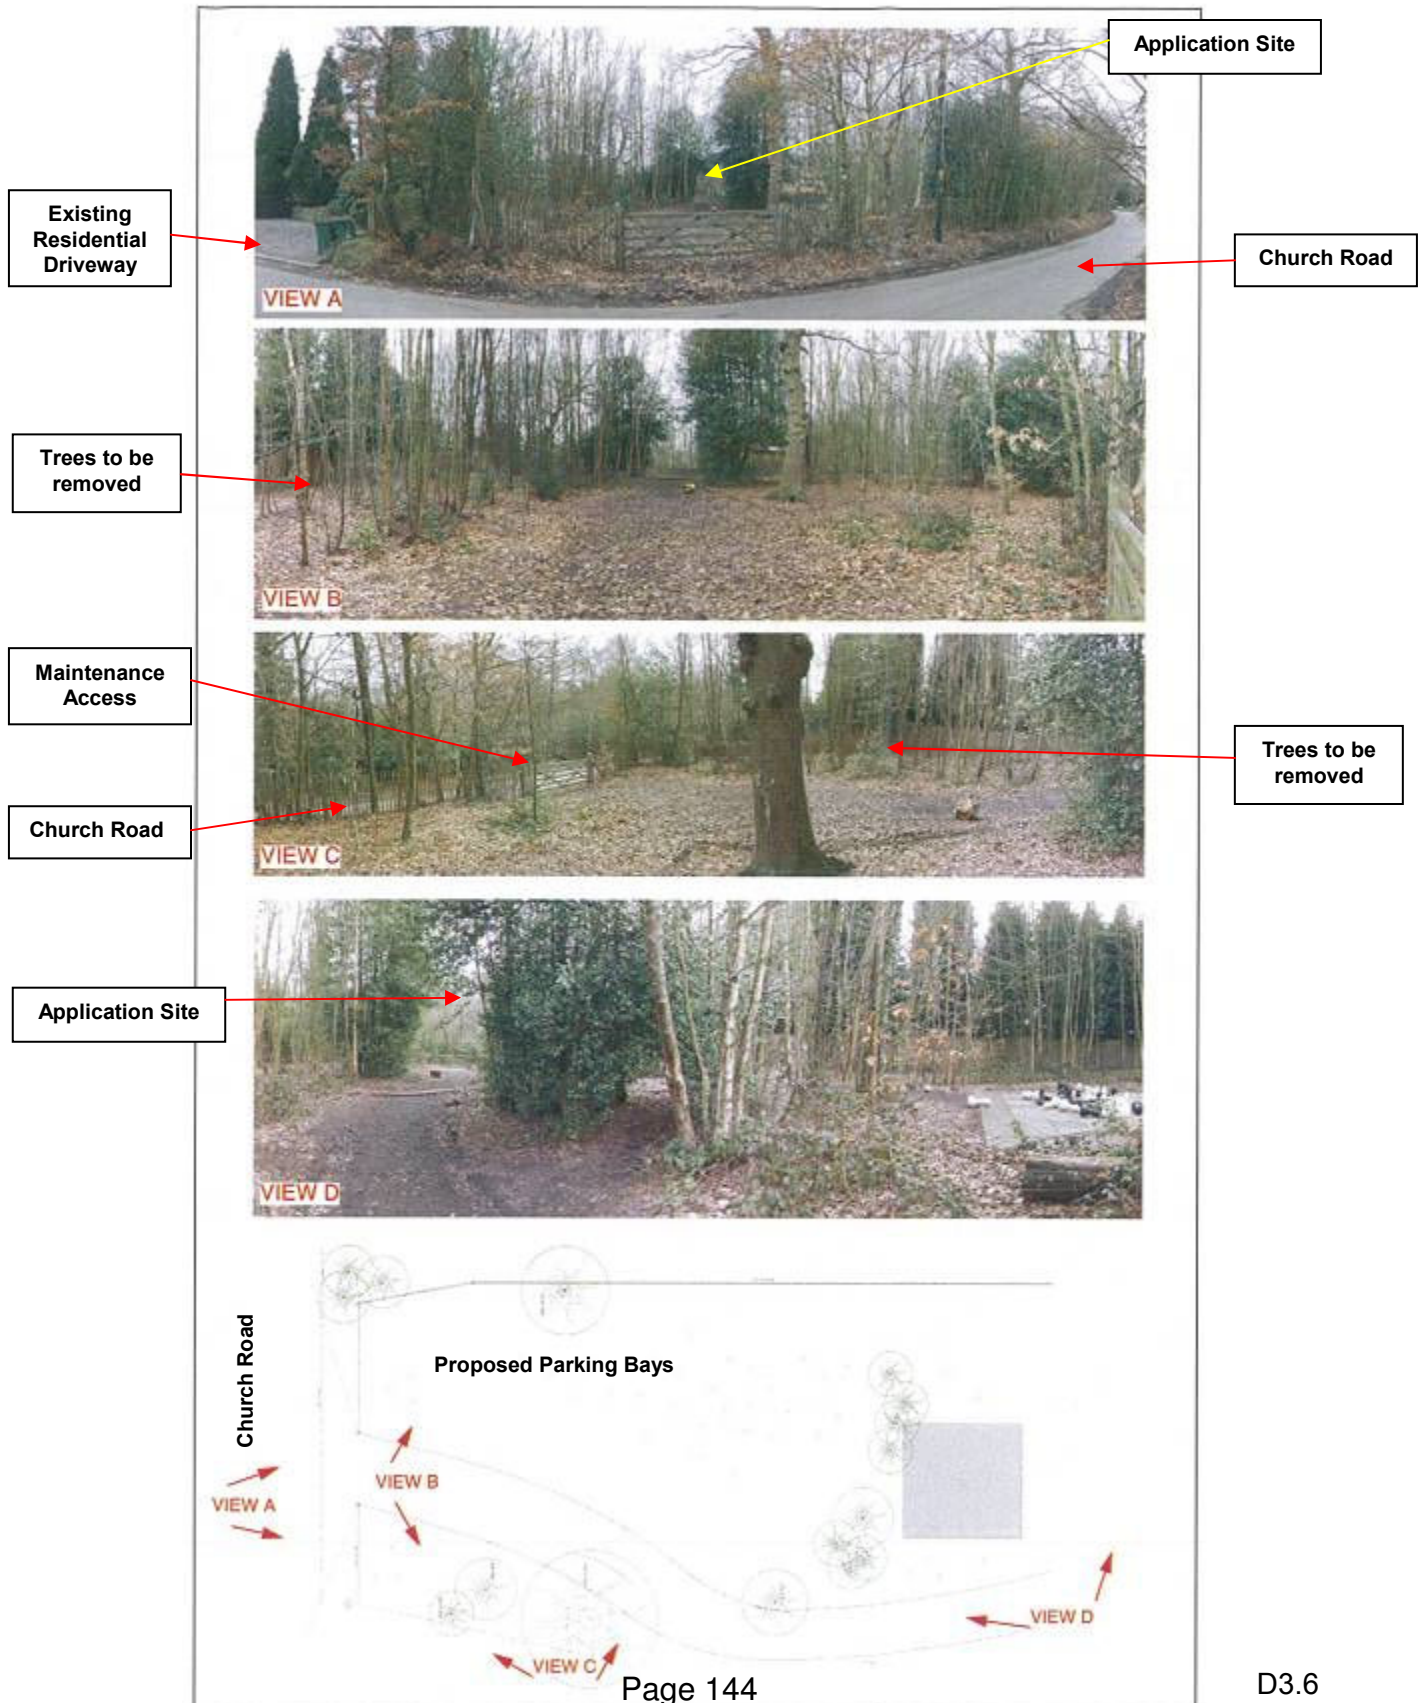 Application Site
Existing
Residential
Driveway
Church Road
VIEW A
Trees to be
removed
VIEW B
Maintenance
Access
Trees to be
removed
Church Road
VIEW C
Application Site
VIEW D
Church Road
Proposed Parking Bays
VIEW B
VIEW A
VIEW D
VIEW C
Page 144
D3.6